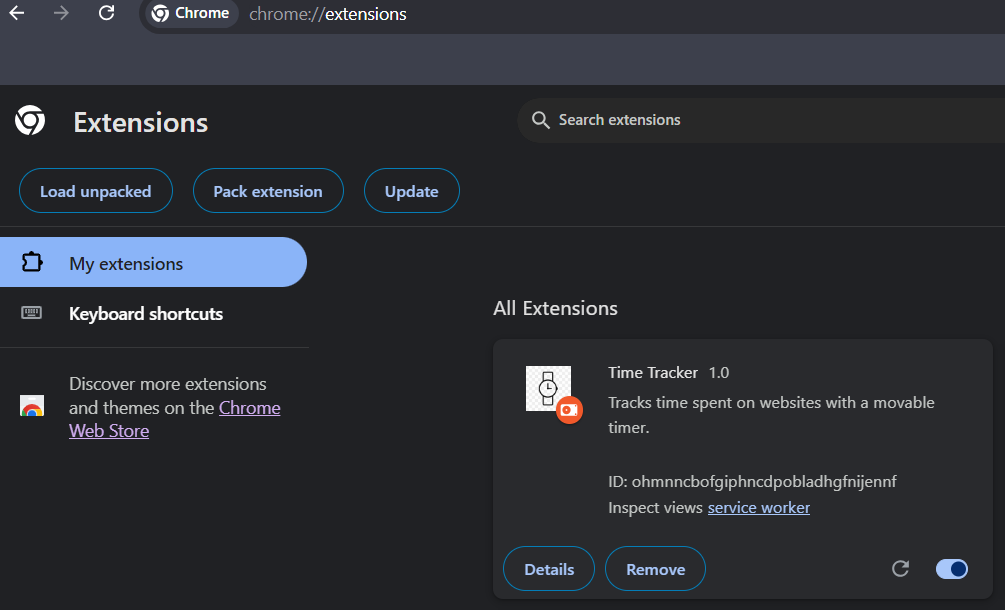 Chrome chrome://extensions
Extensions
Search extensions
Load unpacked Pack extension Update
My extensions
Keyboard shortcuts
Discover more extensions
and themes on the Chrome
Web Store
All Extensions
Time Tracker 1.0
Tracks time spent on websites with a movable
timer.
ID: ohmnncbofgiphncdpobladhgfnijennf
Inspect views service worker
Details Remove